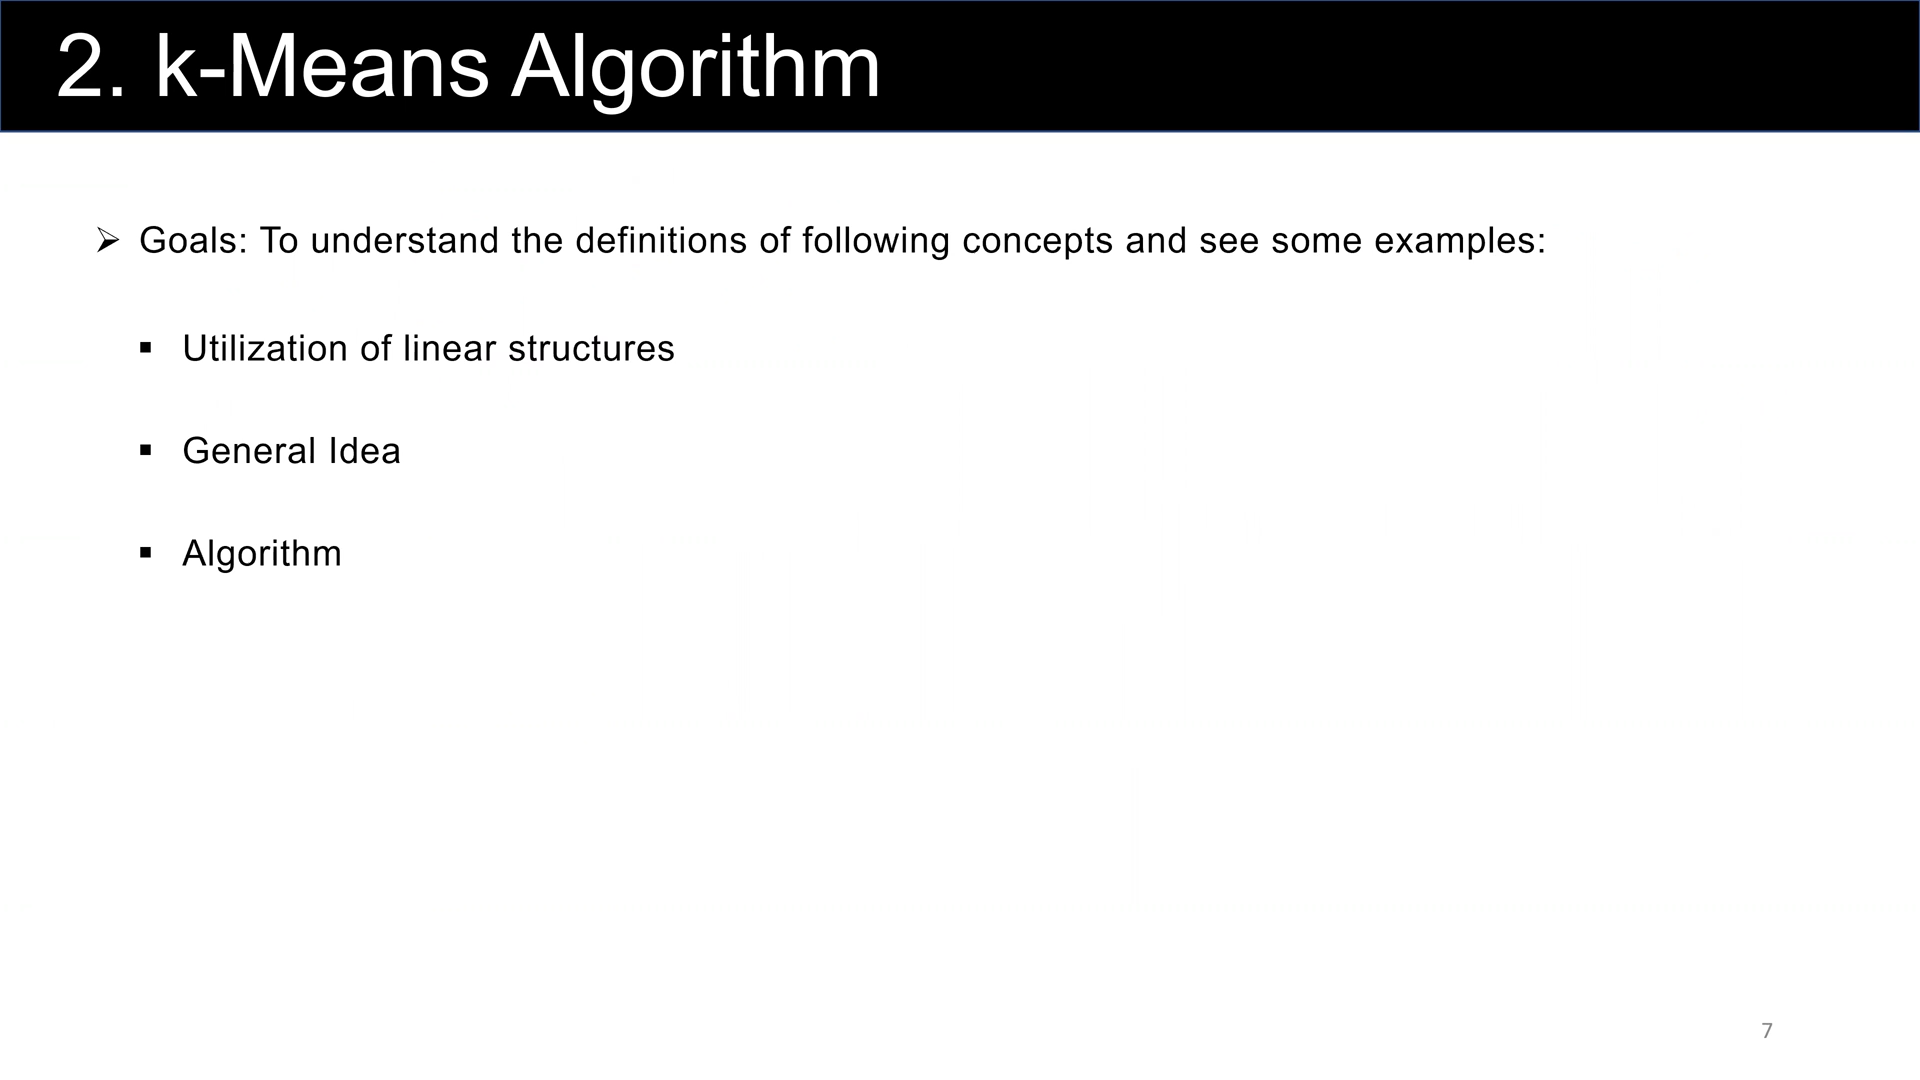 2. k-Means Algorithm
➢ Goals: To understand the definitions of following concepts and see some examples:
▪ Utilization of linear structures
▪ General Idea
▪ Algorithm
7